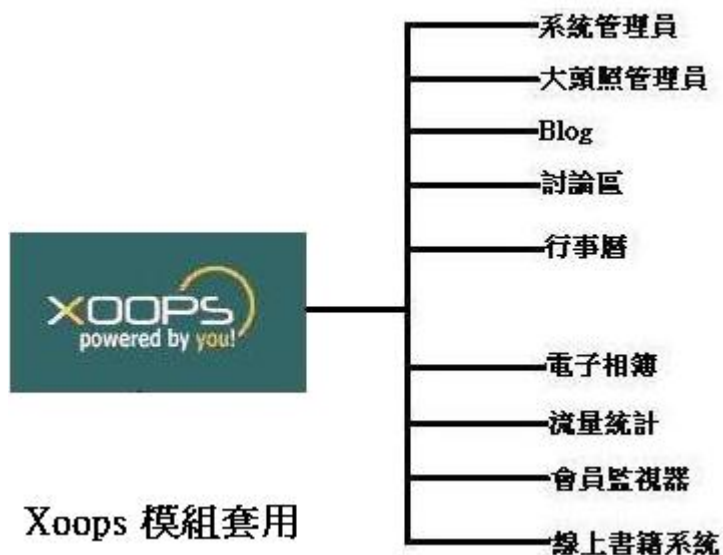 系統管理員
大頭照管理員
Blog
討論區
行事曆
XOOPS
powered by you!
電子相簿
流量統計
會員監視器
Xoops 模組套用
線上書籍系統